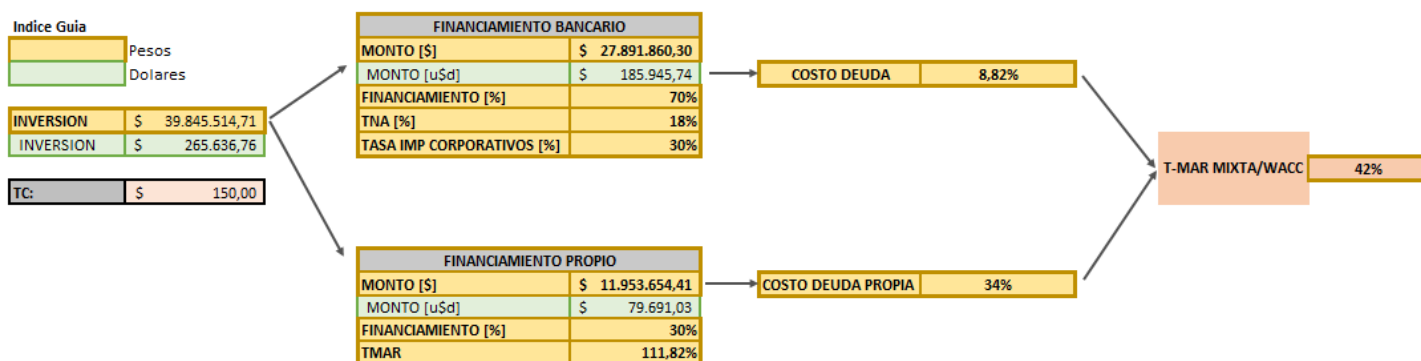 Indice Guia
Pesos
Dolares
INVERSION $ 39.845.514,71
INVERSION $ 265.636,76
TC: $ 150,00
FINANCIAMIENTO BANCARIO
MONTO [$] $ 27.891.860,30
MONTO [u$d] $ 185.945,74
FINANCIAMIENTO [%] 70%
TNA [%] 18%
TASA IMP CORPORATIVOS [%] 30%
COSTO DEUDA 8,82%
T-MAR MIXTA/WACC 42%
FINANCIAMIENTO PROPIO
MONTO [$] $ 11.953.654,41
MONTO [u$d] $ 79.691,03
FINANCIAMIENTO [%] 30%
TMAR 111,82%
COSTO DEUDA PROPIA 34%